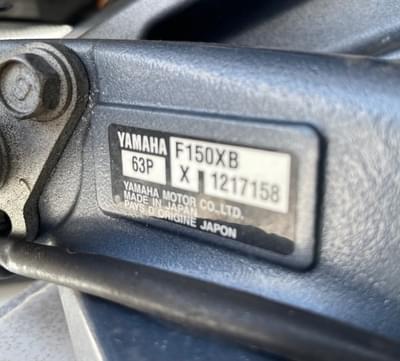 YAMAHA F150XB
63P X 1217158
YAMAHA MOTOR CO.,LTD.
MADE IN JAPAN
PAYS D ORIGINE JAPON